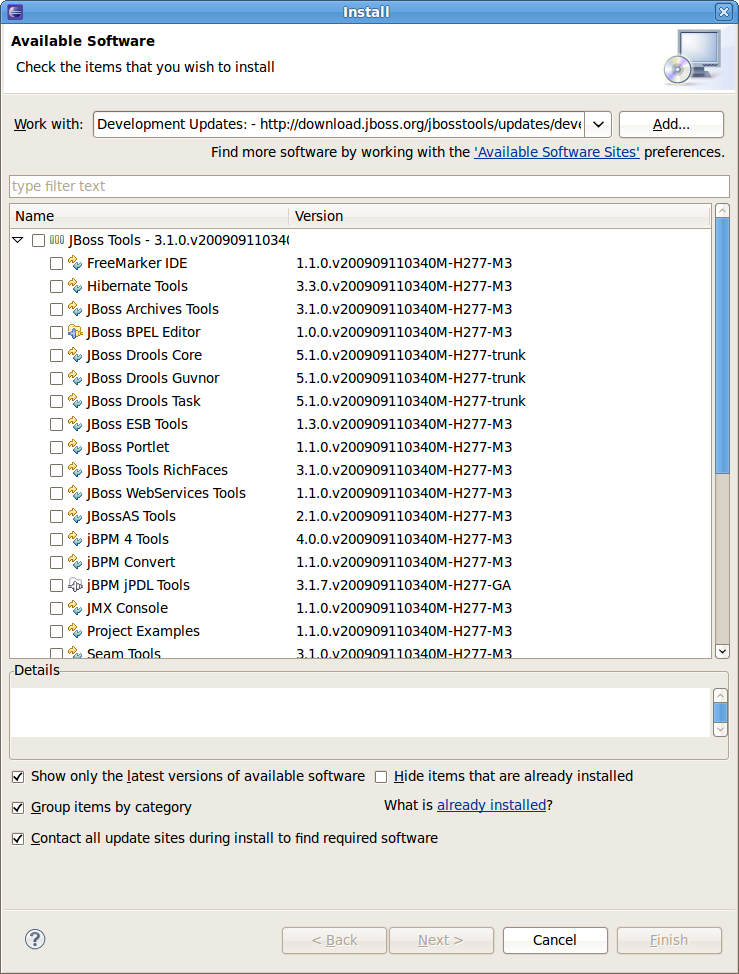 Install
Available Software
Check the items that you wish to install
Work with: Development Updates: - http://download.jboss.org/jbosstools/updates/deve Add...
Find more software by working with the 'Available Software Sites' preferences.
type filter text
Name Version
JBoss Tools - 3.1.0.v200909110340
FreeMarker IDE 1.1.0.v200909110340M-H277-M3
Hibernate Tools 3.3.0.v200909110340M-H277-M3
JBoss Archives Tools 3.1.0.v200909110340M-H277-M3
JBoss BPEL Editor 1.0.0.v200909110340M-H277-M3
JBoss Drools Core 5.1.0.v200909110340M-H277-trunk
JBoss Drools Guvnor 5.1.0.v200909110340M-H277-trunk
JBoss Drools Task 5.1.0.v200909110340M-H277-trunk
JBoss ESB Tools 1.3.0.v200909110340M-H277-M3
JBoss Portlet 1.1.0.v200909110340M-H277-M3
JBoss Tools RichFaces 3.1.0.v200909110340M-H277-M3
JBoss WebServices Tools 1.1.0.v200909110340M-H277-M3
JBossAS Tools 2.1.0.v200909110340M-H277-M3
jBPM 4 Tools 4.0.0.v200909110340M-H277-M3
jBPM Convert 1.1.0.v200909110340M-H277-M3
jBPM jPDL Tools 3.1.7.v200909110340M-H277-GA
JMX Console 1.1.0.v200909110340M-H277-M3
Project Examples 1.1.0.v200909110340M-H277-M3
Seam Tools 3.1.0.v200909110340M-H277-M3
Details
Show only the latest versions of available software Hide items that are already installed
Group items by category What is already installed?
Contact all update sites during install to find required software
? < Back Next > Cancel Finish